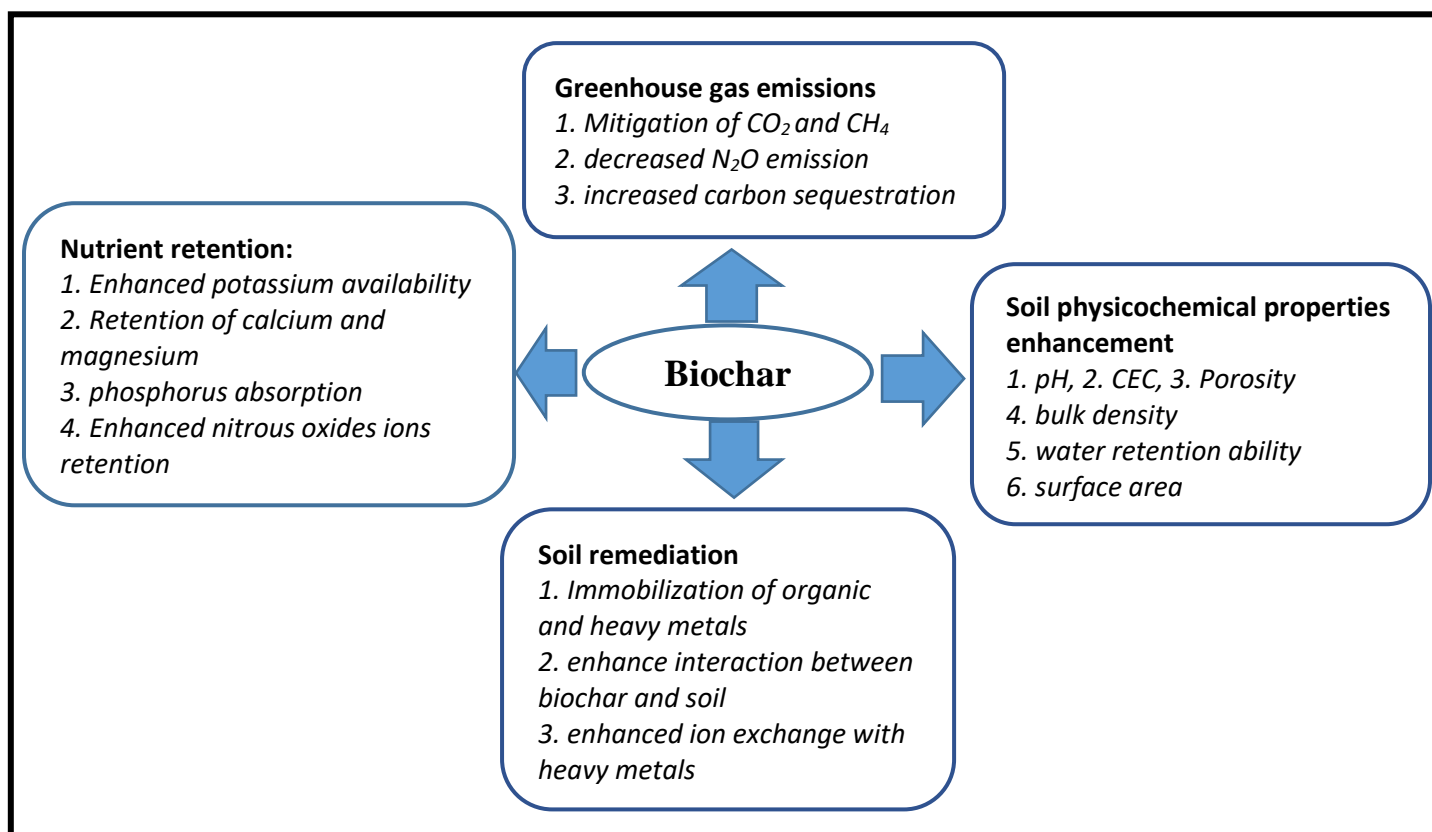 Greenhouse gas emissions
1. Mitigation of CO₂ and CH₄
2. decreased N₂O emission
3. increased carbon sequestration
Nutrient retention:
1. Enhanced potassium availability
2. Retention of calcium and
magnesium
3. phosphorus absorption
4. Enhanced nitrous oxides ions
retention
Biochar
Soil physicochemical properties
enhancement
1. pH, 2. CEC, 3. Porosity
4. bulk density
5. water retention ability
6. surface area
Soil remediation
1. Immobilization of organic
and heavy metals
2. enhance interaction between
biochar and soil
3. enhanced ion exchange with
heavy metals